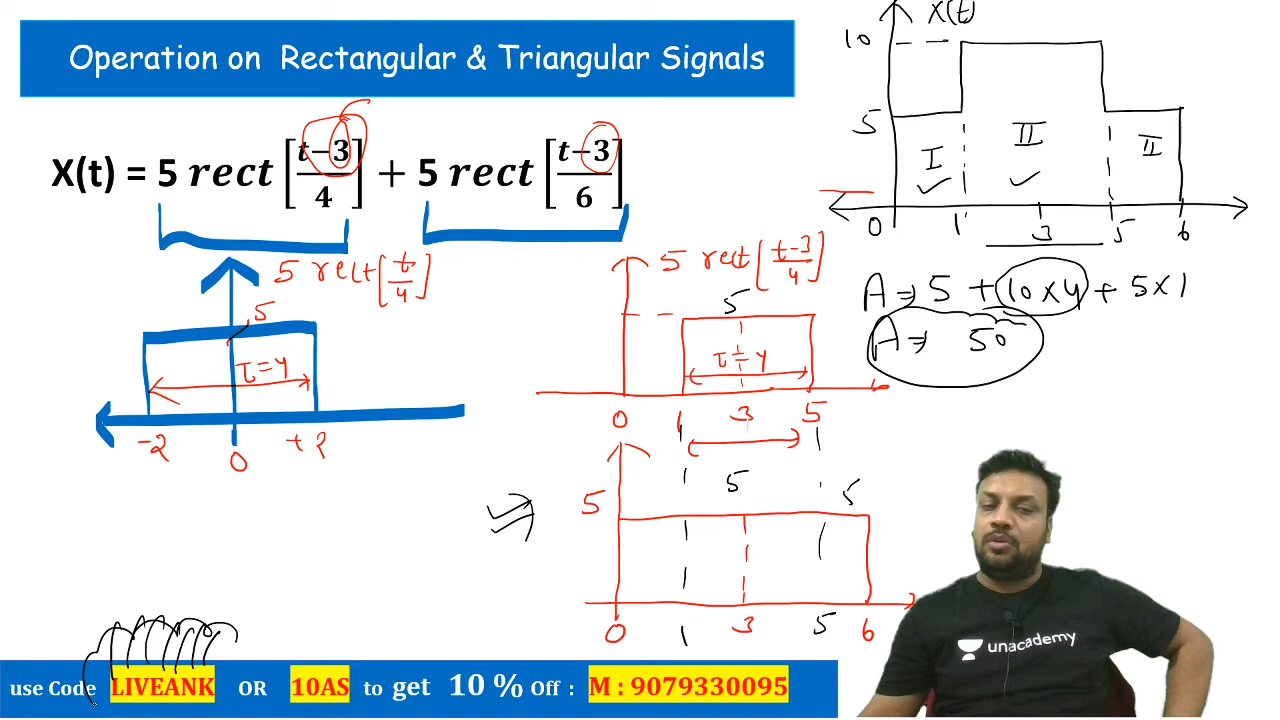 Operation on Rectangular & Triangular Signals
X(t) = 5 rect [t-3/4] + 5 rect [t-3/6]
5 rect[t/4]
5
τ=4
-2 0 +2
5 rect[t-3/4]
5
τ=4
0 1 3 5
5 5 5
0 1 3 5 6
X(t)
10
5
I II II
0 1 3 5 6
A ⇒ 5 + 10×4 + 5×1
A ⇒ 50
unacademy
use Code LIVEANK OR 10AS to get 10 % Off : M : 9079330095